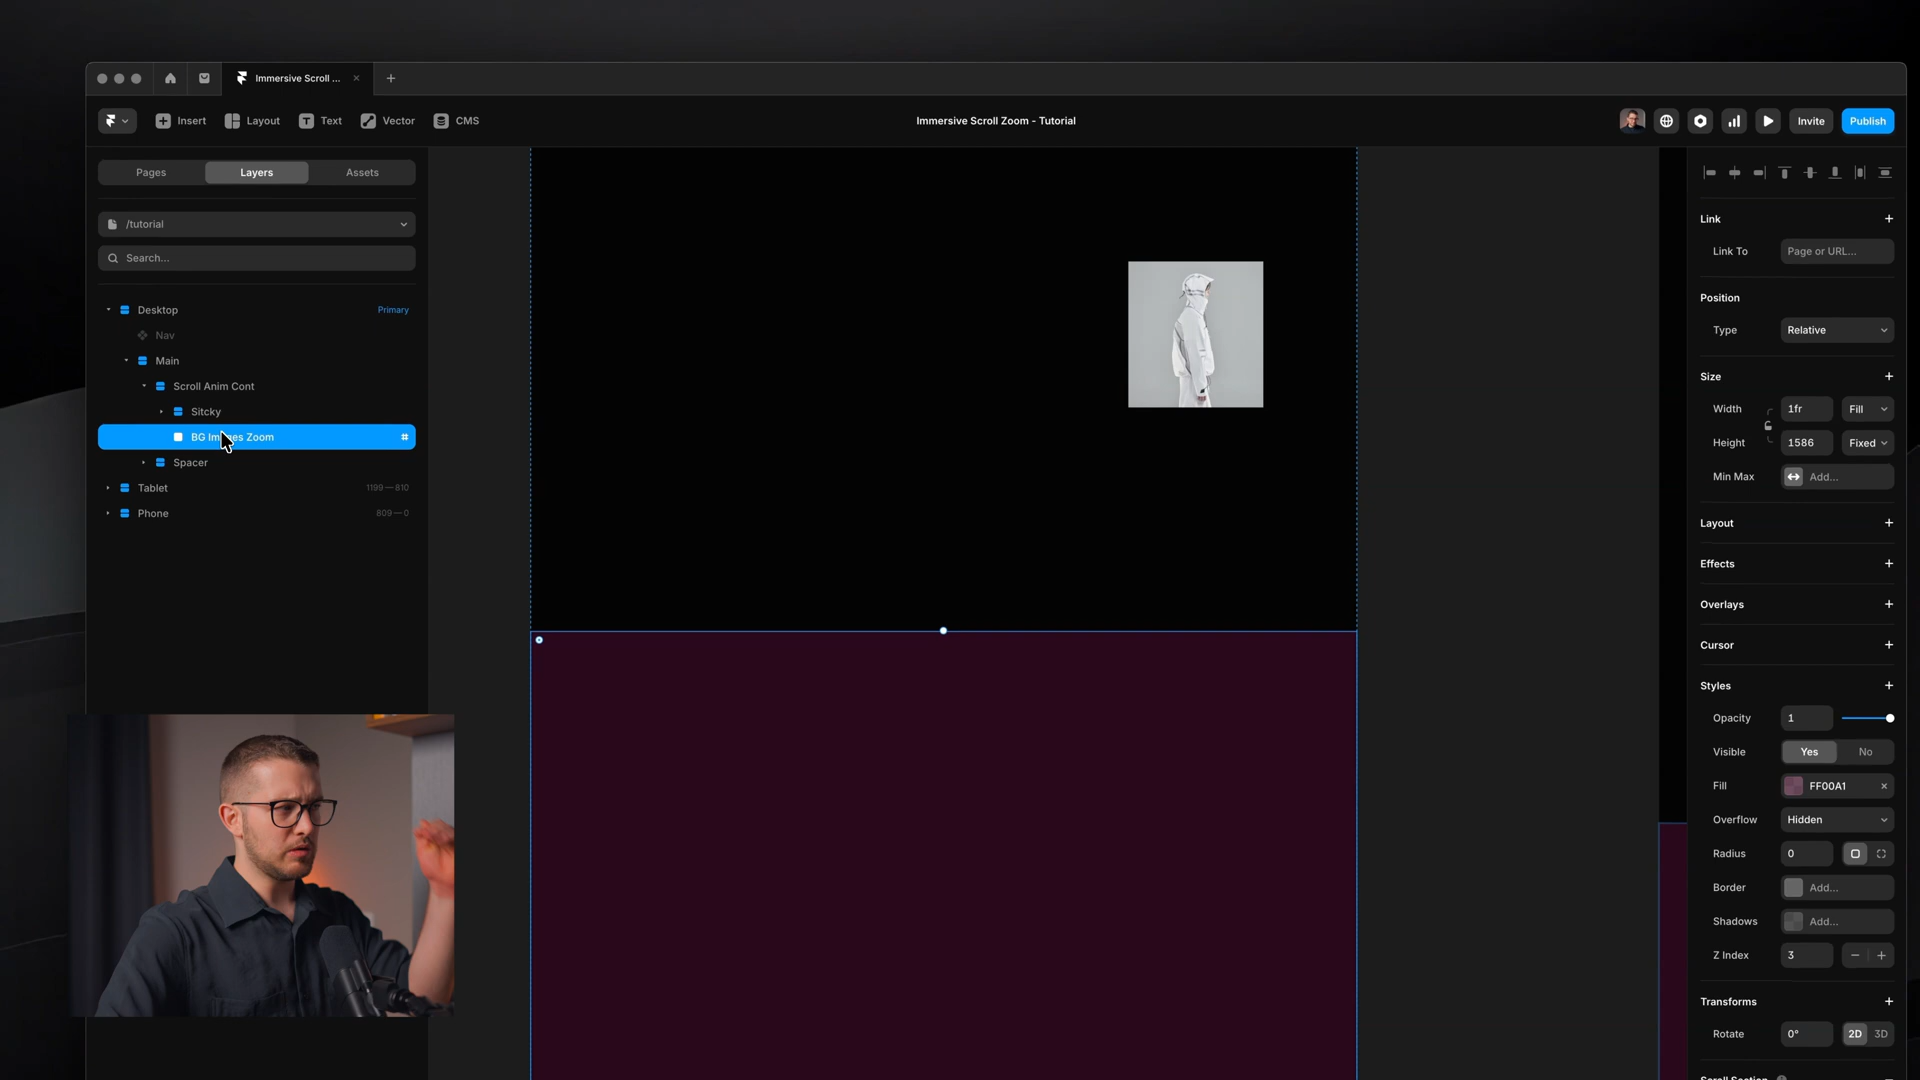 Immersive Scroll ...
Insert
Layout
Text
Vector
CMS
Immersive Scroll Zoom - Tutorial
Invite
Publish
Pages
Layers
Assets
/tutorial
Search...
Desktop
Primary
Nav
Main
Scroll Anim Cont
Sitcky
BG Images Zoom
Spacer
Tablet
1199—810
Phone
809—0
Link
Link To
Page or URL...
Position
Type
Relative
Size
Width
1fr
Fill
Height
1586
Fixed
Min Max
Add...
Layout
Effects
Overlays
Cursor
Styles
Opacity
1
Visible
Yes
No
Fill
FF00A1
Overflow
Hidden
Radius
0
Border
Add...
Shadows
Add...
Z Index
3
Transforms
Rotate
0°
2D
3D
Scroll Section